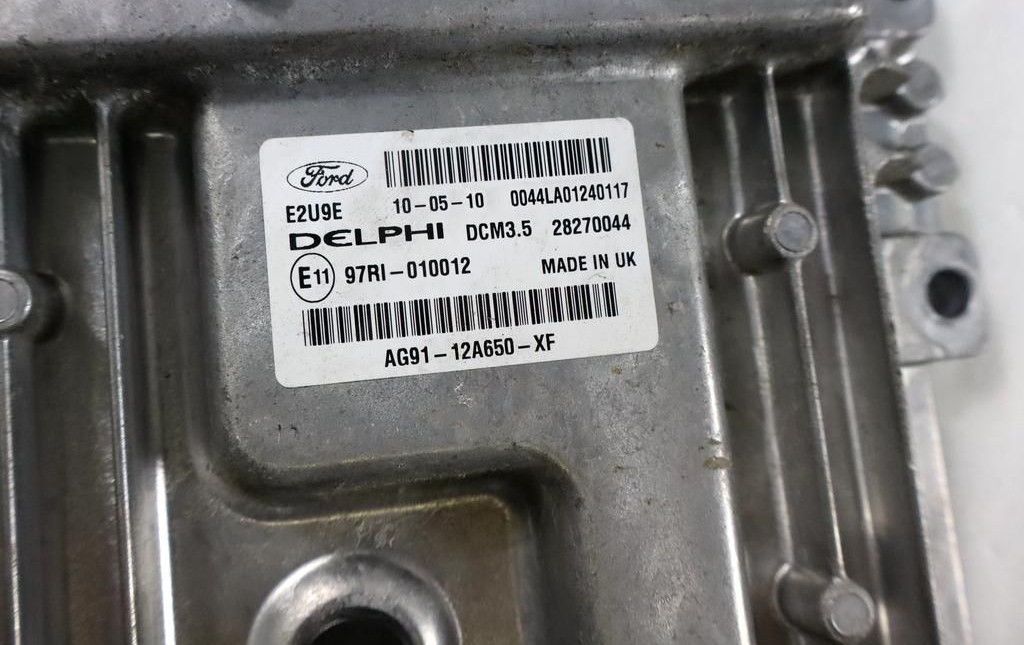 Ford
E2U9E 10-05-10 0044LA01240117
DELPHI DCM3.5 28270044
E11 97RI-010012 MADE IN UK
AG91-12A650-XF